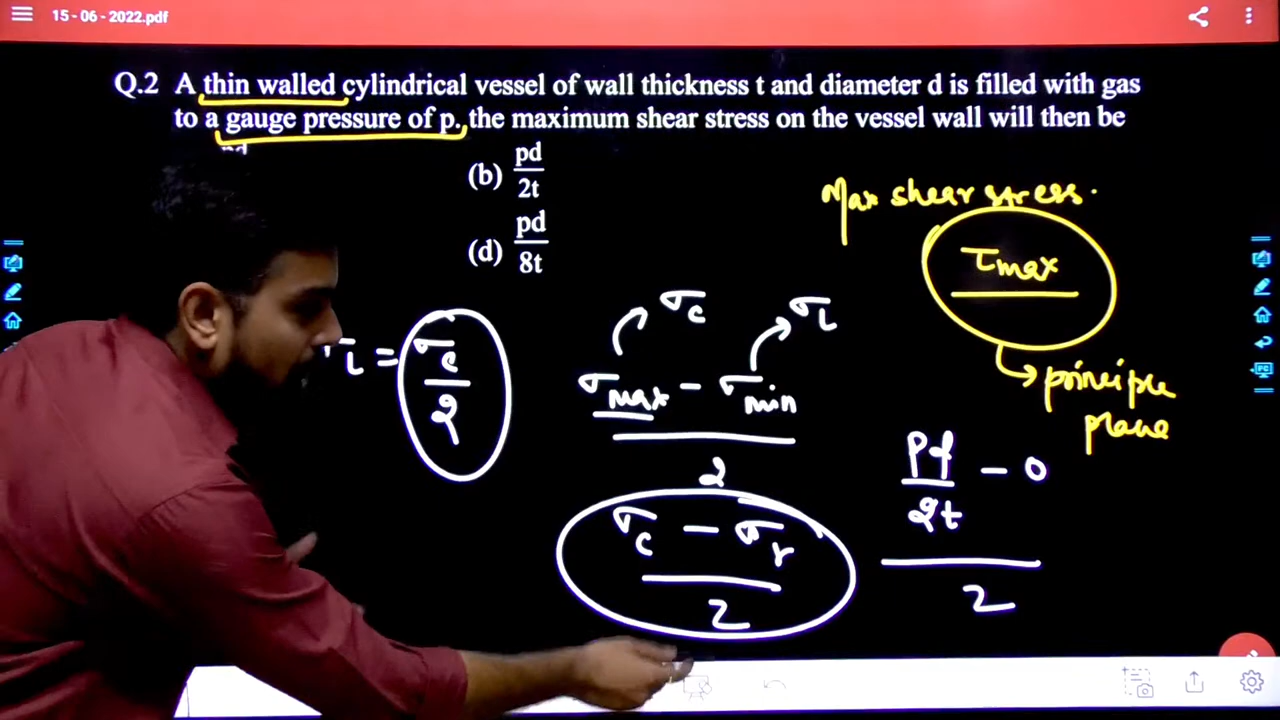 15 - 06 - 2022.pdf
Q.2 A thin walled cylindrical vessel of wall thickness t and diameter d is filled with gas
to a gauge pressure of p. the maximum shear stress on the vessel wall will then be
pd
(b) pd/2t
(d) pd/8t
Max shear stress.
τmax
σc σL
σL = σc/2
σmax - σmin
2
principle
plane
σc - σr
2
Pd/2t - 0
2